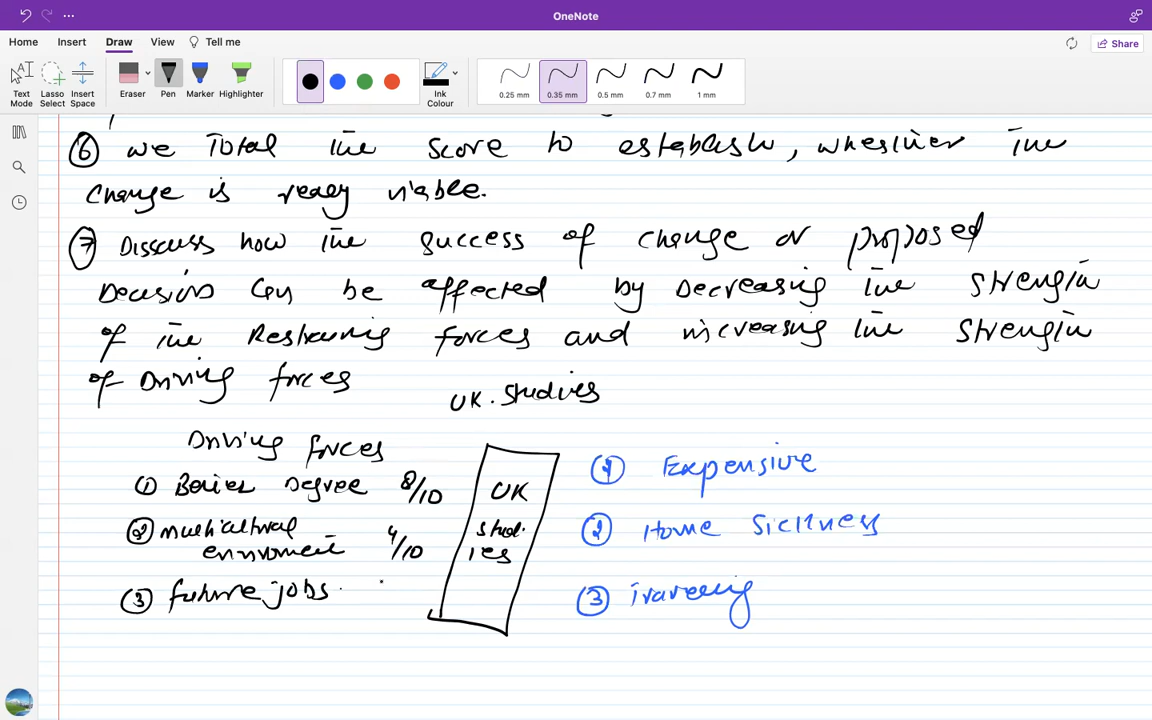 OneNote
Home Insert Draw View Tell me
Share
Text Mode
Lasso Select
Insert Space
Eraser
Pen
Marker
Highlighter
Ink Colour
0.25 mm 0.35 mm 0.5 mm 0.7 mm 1 mm
6 we Total the Score to establish, whether the
change is really viable.
7 Disscuss how the success of change or proposed
Decision can be affected by Decreasing the strength
of the Restraining forces and increasing the strength
of Driving forces
UK. Studies
Driving forces
1 Better Degree 8/10
2 multicultural
environment 4/10
3 future jobs
UK
studi
ies
1 Expensive
2 Home Sickness
3 Traveling